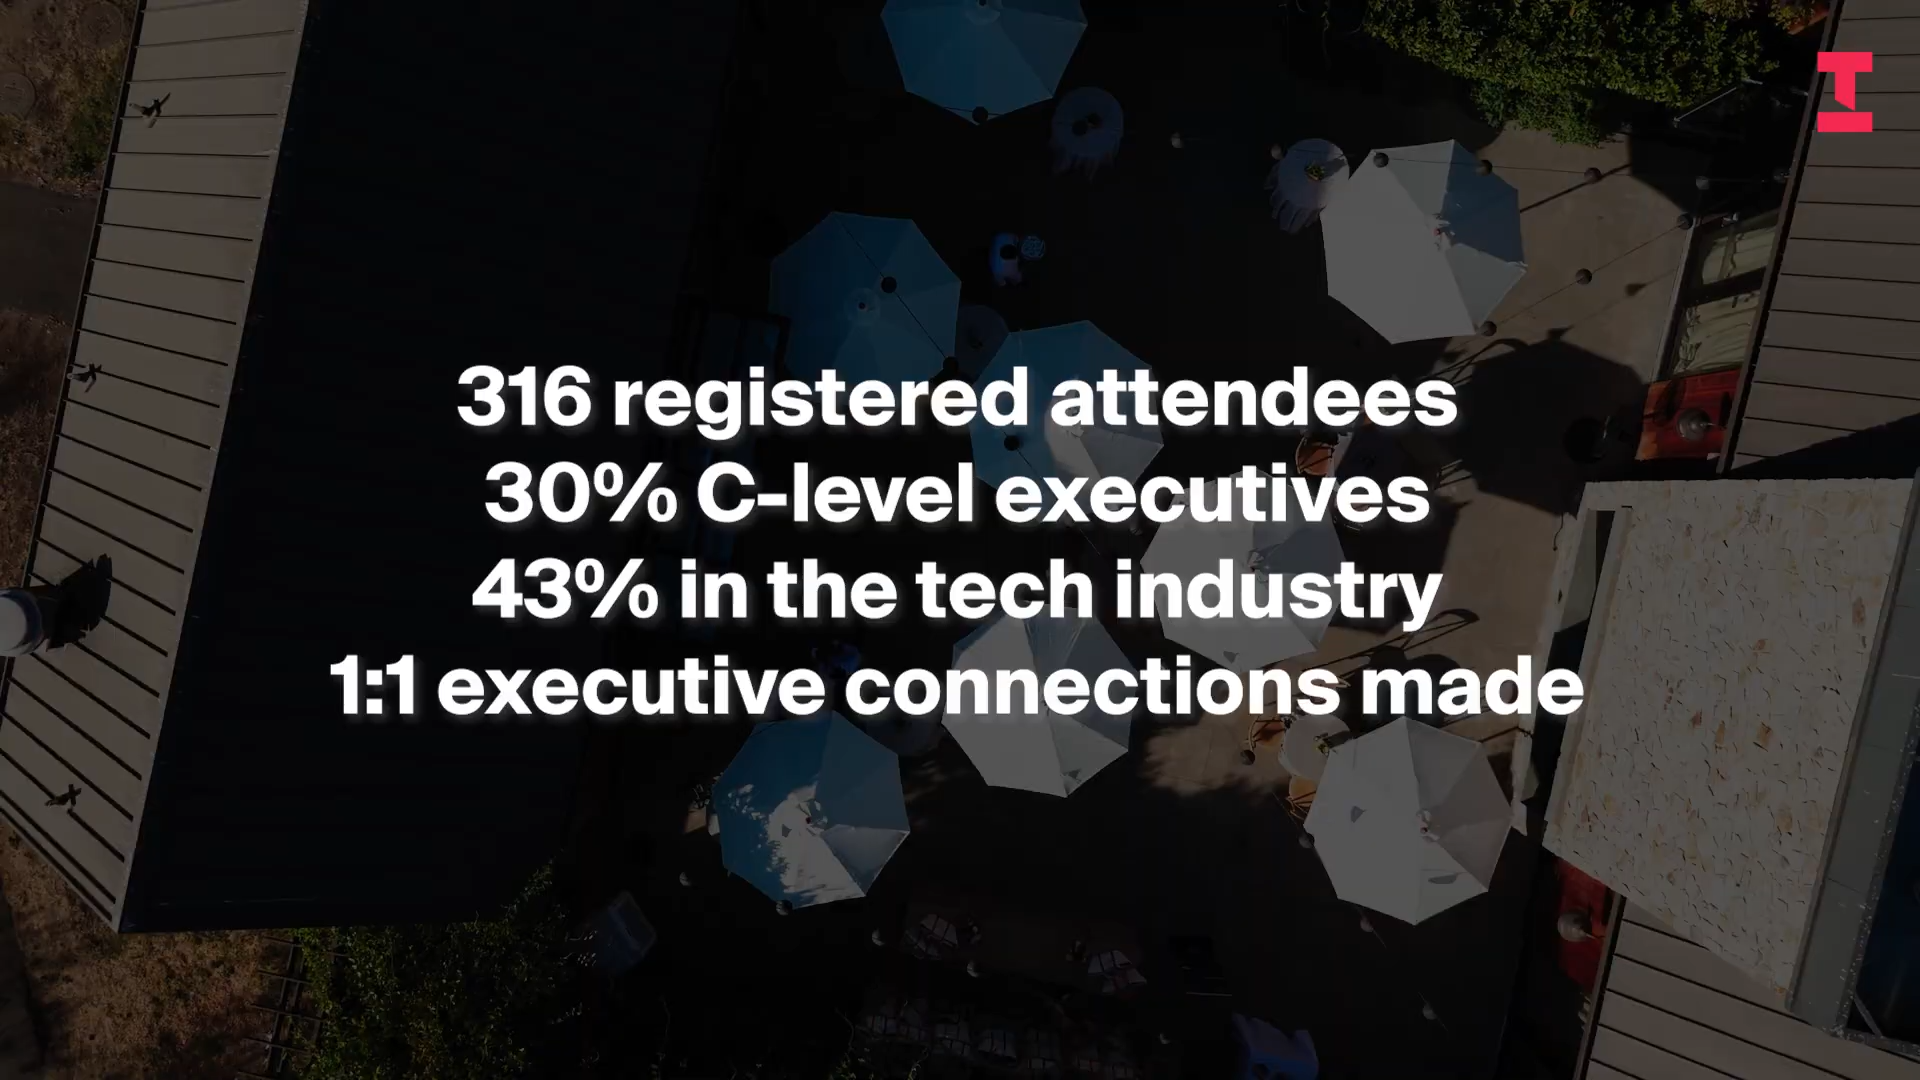 316 registered attendees
30% C-level executives
43% in the tech industry
1:1 executive connections made